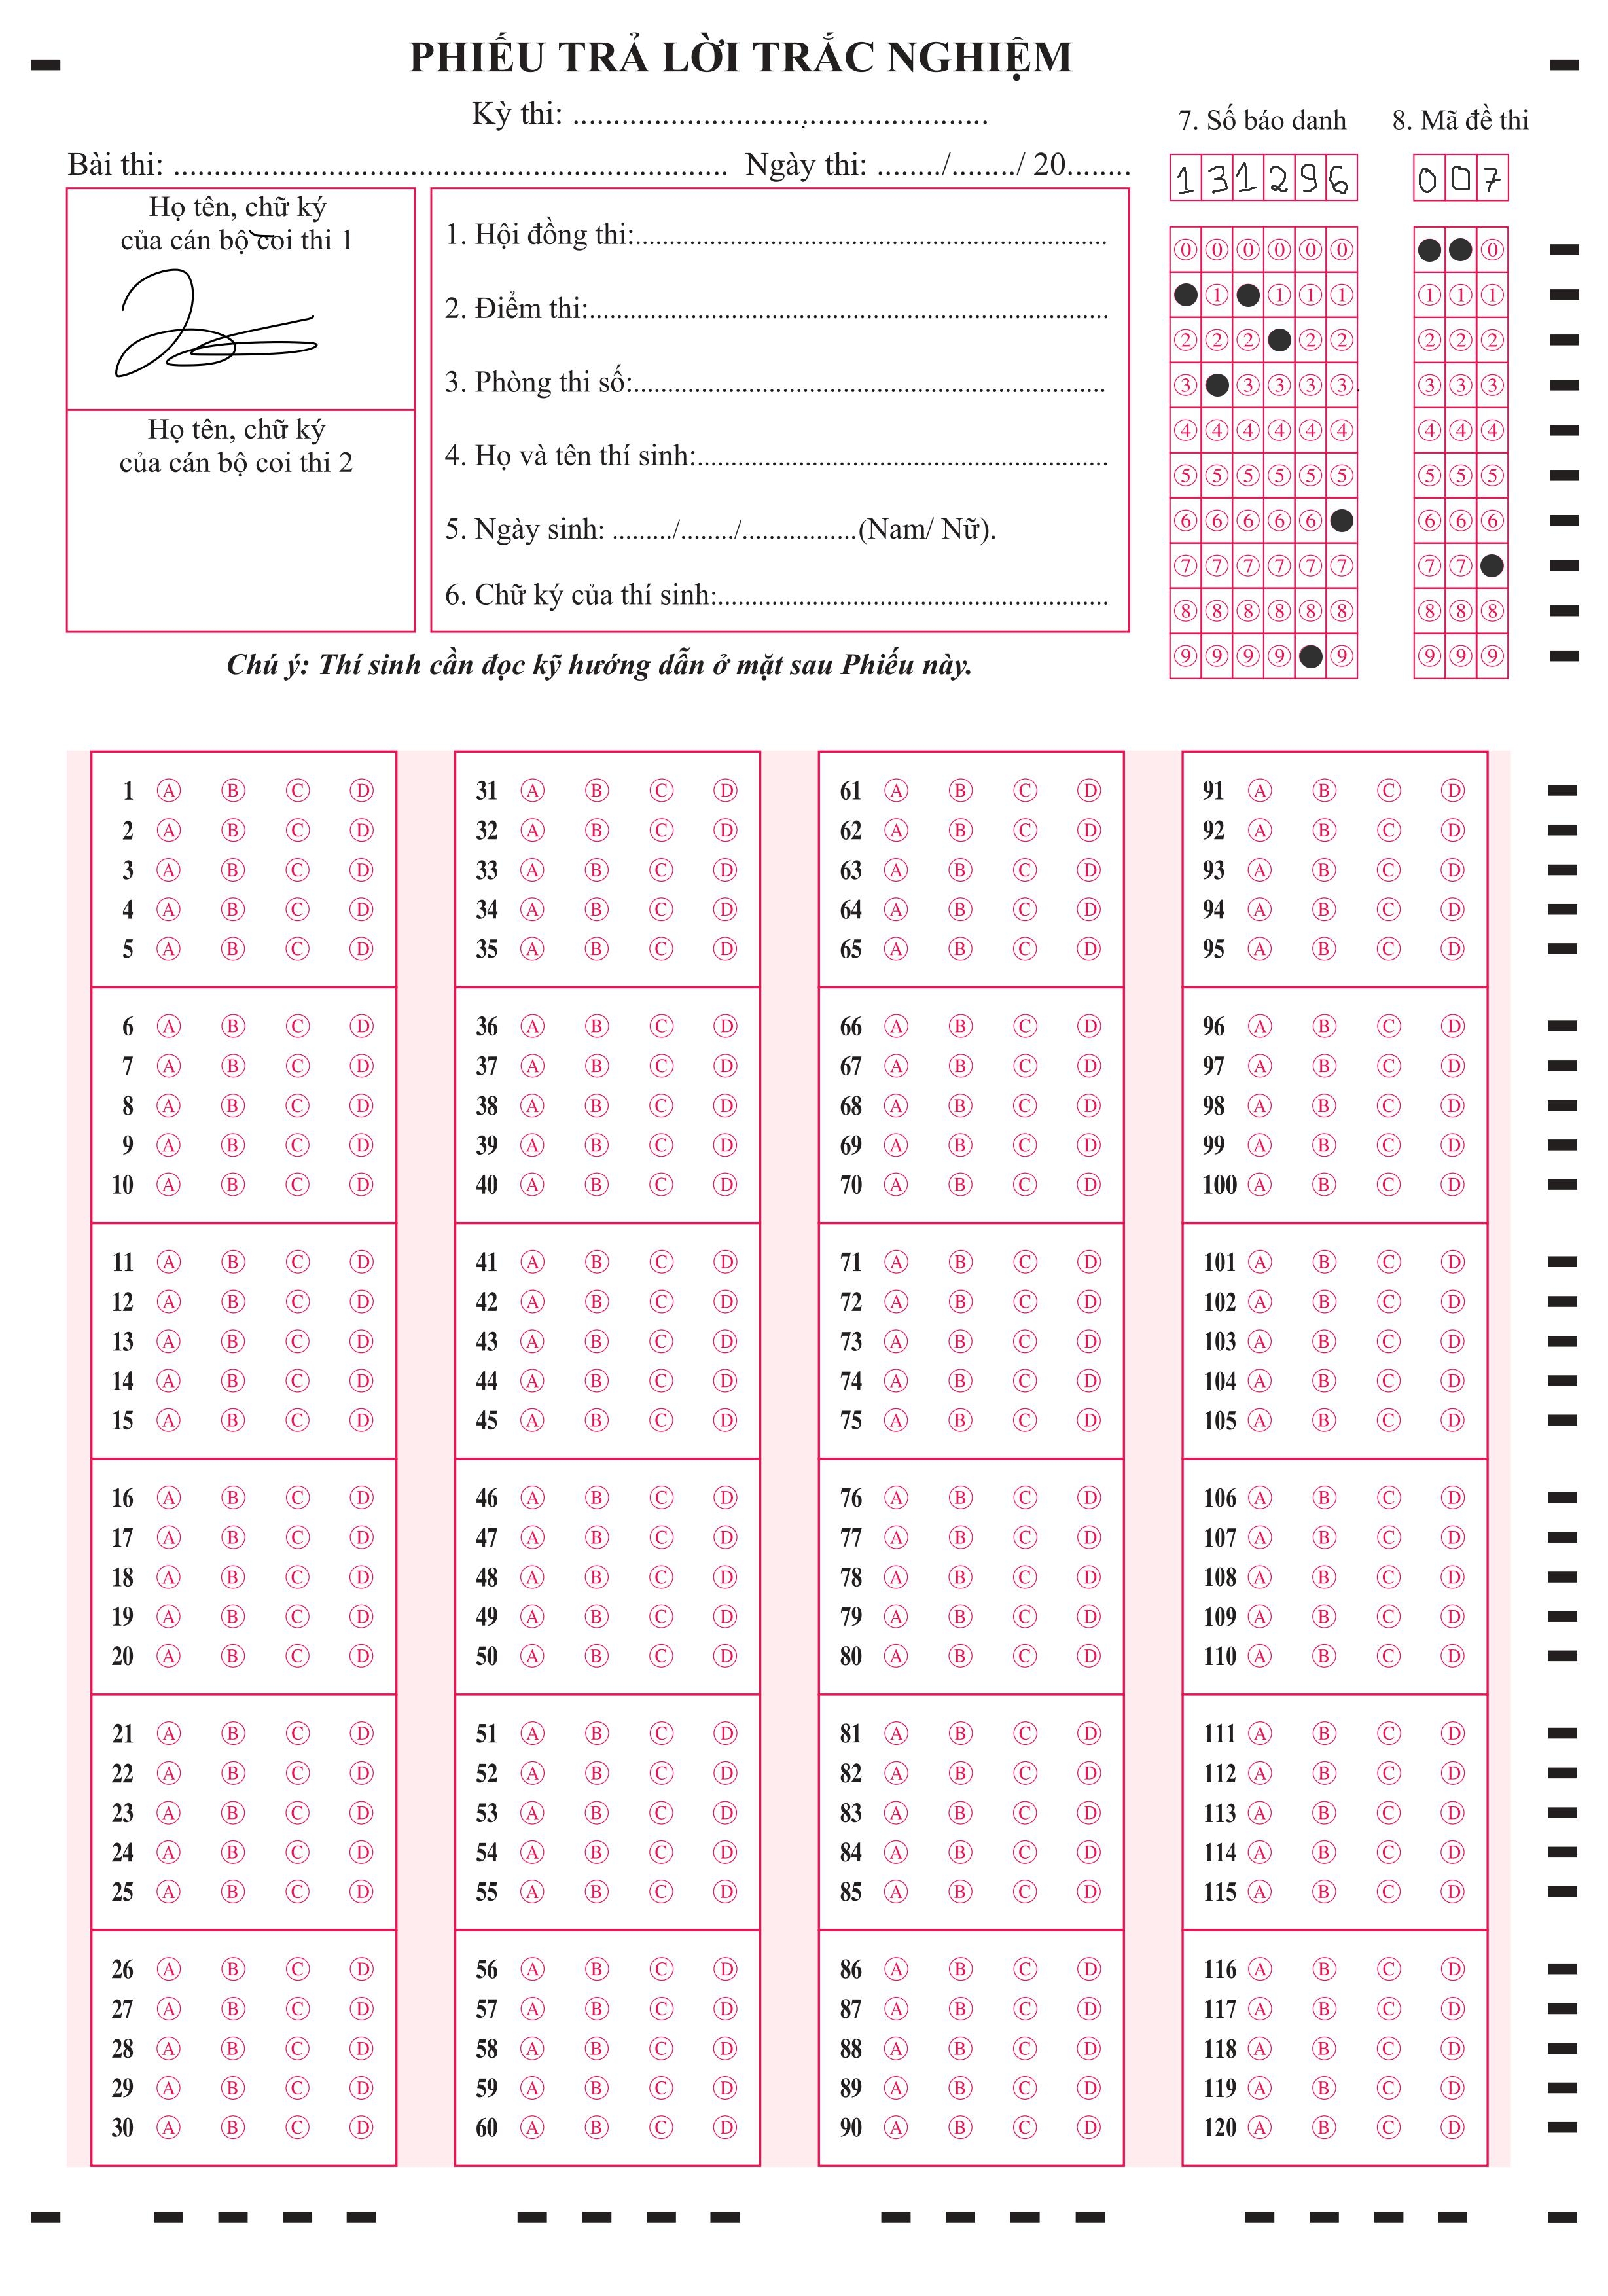 PHIẾU TRẢ LỜI TRẮC NGHIỆM
Kỳ thi: ...................................................
7. Số báo danh 8. Mã đề thi
Bài thi: .................................................................... Ngày thi: ......../......../ 20........
1 3 1 2 9 6 0 0 7
Họ tên, chữ ký
của cán bộ coi thi 1
Họ tên, chữ ký
của cán bộ coi thi 2
1. Hội đồng thi:...............................................................
2. Điểm thi:.....................................................................
3. Phòng thi số:...............................................................
4. Họ và tên thí sinh:.......................................................
5. Ngày sinh: ........./......../.................(Nam/ Nữ).
6. Chữ ký của thí sinh:....................................................
0 0 0 0 0 0 0
1 1 1 1 1 1 1
2 2 2 2 2 2 2 2
3 3 3 3 3 3 3 3
4 4 4 4 4 4 4 4 4
5 5 5 5 5 5 5 5 5
6 6 6 6 6 6 6 6
7 7 7 7 7 7 7 7
8 8 8 8 8 8 8 8 8
9 9 9 9 9 9 9 9
Chú ý: Thí sinh cần đọc kỹ hướng dẫn ở mặt sau Phiếu này.
1 A B C D 31 A B C D 61 A B C D 91 A B C D
2 A B C D 32 A B C D 62 A B C D 92 A B C D
3 A B C D 33 A B C D 63 A B C D 93 A B C D
4 A B C D 34 A B C D 64 A B C D 94 A B C D
5 A B C D 35 A B C D 65 A B C D 95 A B C D
6 A B C D 36 A B C D 66 A B C D 96 A B C D
7 A B C D 37 A B C D 67 A B C D 97 A B C D
8 A B C D 38 A B C D 68 A B C D 98 A B C D
9 A B C D 39 A B C D 69 A B C D 99 A B C D
10 A B C D 40 A B C D 70 A B C D 100 A B C D
11 A B C D 41 A B C D 71 A B C D 101 A B C D
12 A B C D 42 A B C D 72 A B C D 102 A B C D
13 A B C D 43 A B C D 73 A B C D 103 A B C D
14 A B C D 44 A B C D 74 A B C D 104 A B C D
15 A B C D 45 A B C D 75 A B C D 105 A B C D
16 A B C D 46 A B C D 76 A B C D 106 A B C D
17 A B C D 47 A B C D 77 A B C D 107 A B C D
18 A B C D 48 A B C D 78 A B C D 108 A B C D
19 A B C D 49 A B C D 79 A B C D 109 A B C D
20 A B C D 50 A B C D 80 A B C D 110 A B C D
21 A B C D 51 A B C D 81 A B C D 111 A B C D
22 A B C D 52 A B C D 82 A B C D 112 A B C D
23 A B C D 53 A B C D 83 A B C D 113 A B C D
24 A B C D 54 A B C D 84 A B C D 114 A B C D
25 A B C D 55 A B C D 85 A B C D 115 A B C D
26 A B C D 56 A B C D 86 A B C D 116 A B C D
27 A B C D 57 A B C D 87 A B C D 117 A B C D
28 A B C D 58 A B C D 88 A B C D 118 A B C D
29 A B C D 59 A B C D 89 A B C D 119 A B C D
30 A B C D 60 A B C D 90 A B C D 120 A B C D